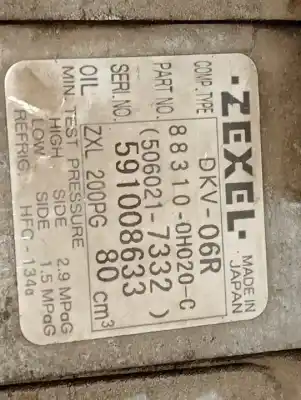 ZEXEL.
MADE IN
JAPAN
COMP.TYPE DKV-06R
PART NO. 88310-0H020-C
(506021-7332)
SERI.NO. 591008633
OIL ZXL 200PG 80 cm3
MIN TEST PRESSURE
HIGH SIDE 2.9 MPaG
LOW SIDE 1.5 MPaG
REFRIG. HFC-134a